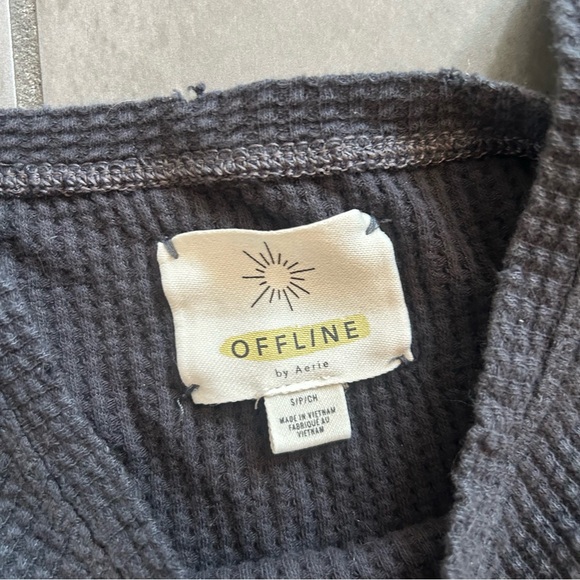 OFFLINE
by Aerie
S/P/CH
MADE IN VIETNAM
FABRIQUÉ AU
VIETNAM